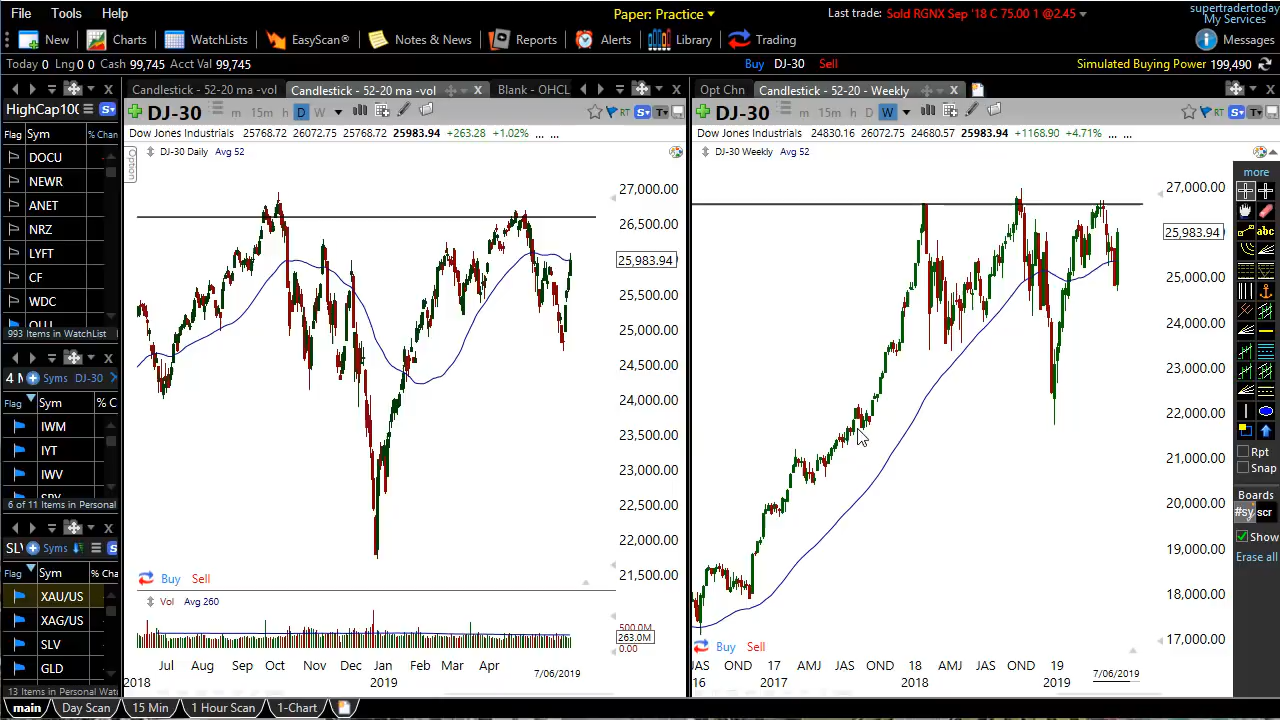 File Tools Paper: Practice Last trade: Sold RGNX Sep '18 C 75.00 1 @2.45 supertradertoday
My Services
New Charts WatchLists EasyScan® Notes & News Reports Alerts Library Trading Messages
Today 0 Lng 0 0 Cash 99,745 Acct Val 99,745 Buy DJ-30 Sell Simulated Buying Power 199,490
HighCap100
Flag Sym % Chan
DOCU
NEWR
ANET
NRZ
LYFT
CF
WDC
993 Items in WatchList
Syms DJ-30
Flag Sym % C
IWM
IYT
IWV
6 of 11 Items in Personal
SLV Syms
Flag Sym % Cha
XAU/US
XAG/US
SLV
GLD
13 Items in Personal Wat
Candlestick - 52-20 ma -vol Candlestick - 52-20 ma -vol Blank - OHCL
DJ-30 m 15m h D W RT
Dow Jones Industrials 25768.72 26072.75 25768.72 25983.94 +263.28 +1.02% ... ...
Option
DJ-30 Daily Avg 52
27,000.00
26,500.00
25,983.94
25,500.00
25,000.00
24,500.00
24,000.00
23,500.00
23,000.00
22,500.00
22,000.00
21,500.00
Buy Sell
Vol Avg 260
500.0M
263.0M
0.00
Jul Aug Sep Oct Nov Dec Jan Feb Mar Apr 7/06/2019
2018 2019
Opt Chn Candlestick - 52-20 - Weekly
DJ-30 m 15m h D W RT
Dow Jones Industrials 24830.16 26072.75 24680.57 25983.94 +1168.90 +4.71% ... ...
DJ-30 Weekly Avg 52
27,000.00
25,983.94
25,000.00
24,000.00
23,000.00
22,000.00
21,000.00
20,000.00
19,000.00
18,000.00
17,000.00
Buy Sell
JAS OND 17 AMJ JAS OND 18 AMJ JAS OND 19 7/06/2019
16 2017 2018 2019
more
abc
Rpt
Snap
Boards
#sy scr
Show
Erase all
main Day Scan 15 Min 1 Hour Scan 1-Chart